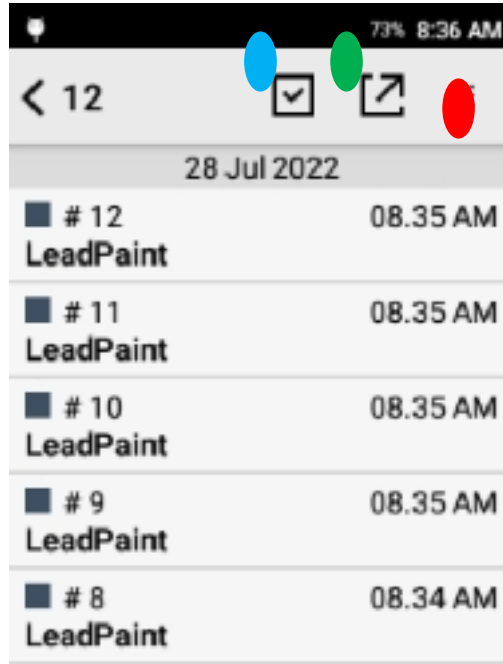 73% 8:36 AM
12
28 Jul 2022
# 12 08.35 AM
LeadPaint
# 11 08.35 AM
LeadPaint
# 10 08.35 AM
LeadPaint
# 9 08.35 AM
LeadPaint
# 8 08.34 AM
LeadPaint